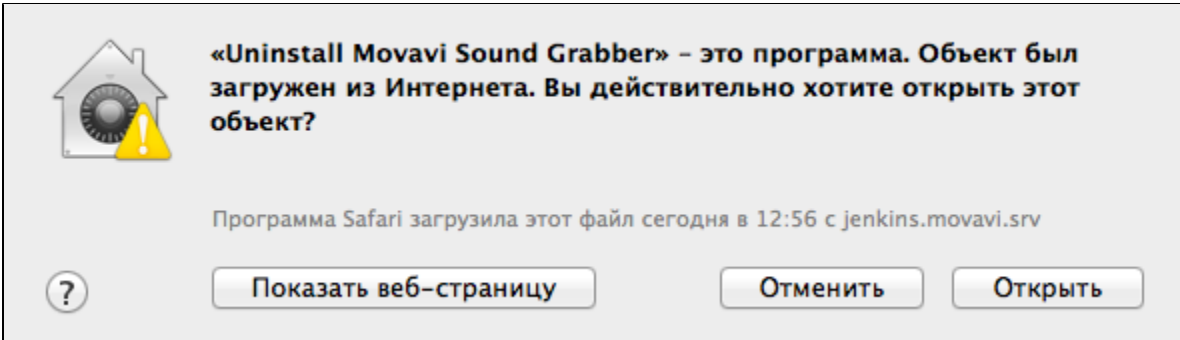 «Uninstall Movavi Sound Grabber» – это программа. Объект был
загружен из Интернета. Вы действительно хотите открыть этот
объект?
Программа Safari загрузила этот файл сегодня в 12:56 с jenkins.movavi.srv
?
Показать веб-страницу
Отменить
Открыть